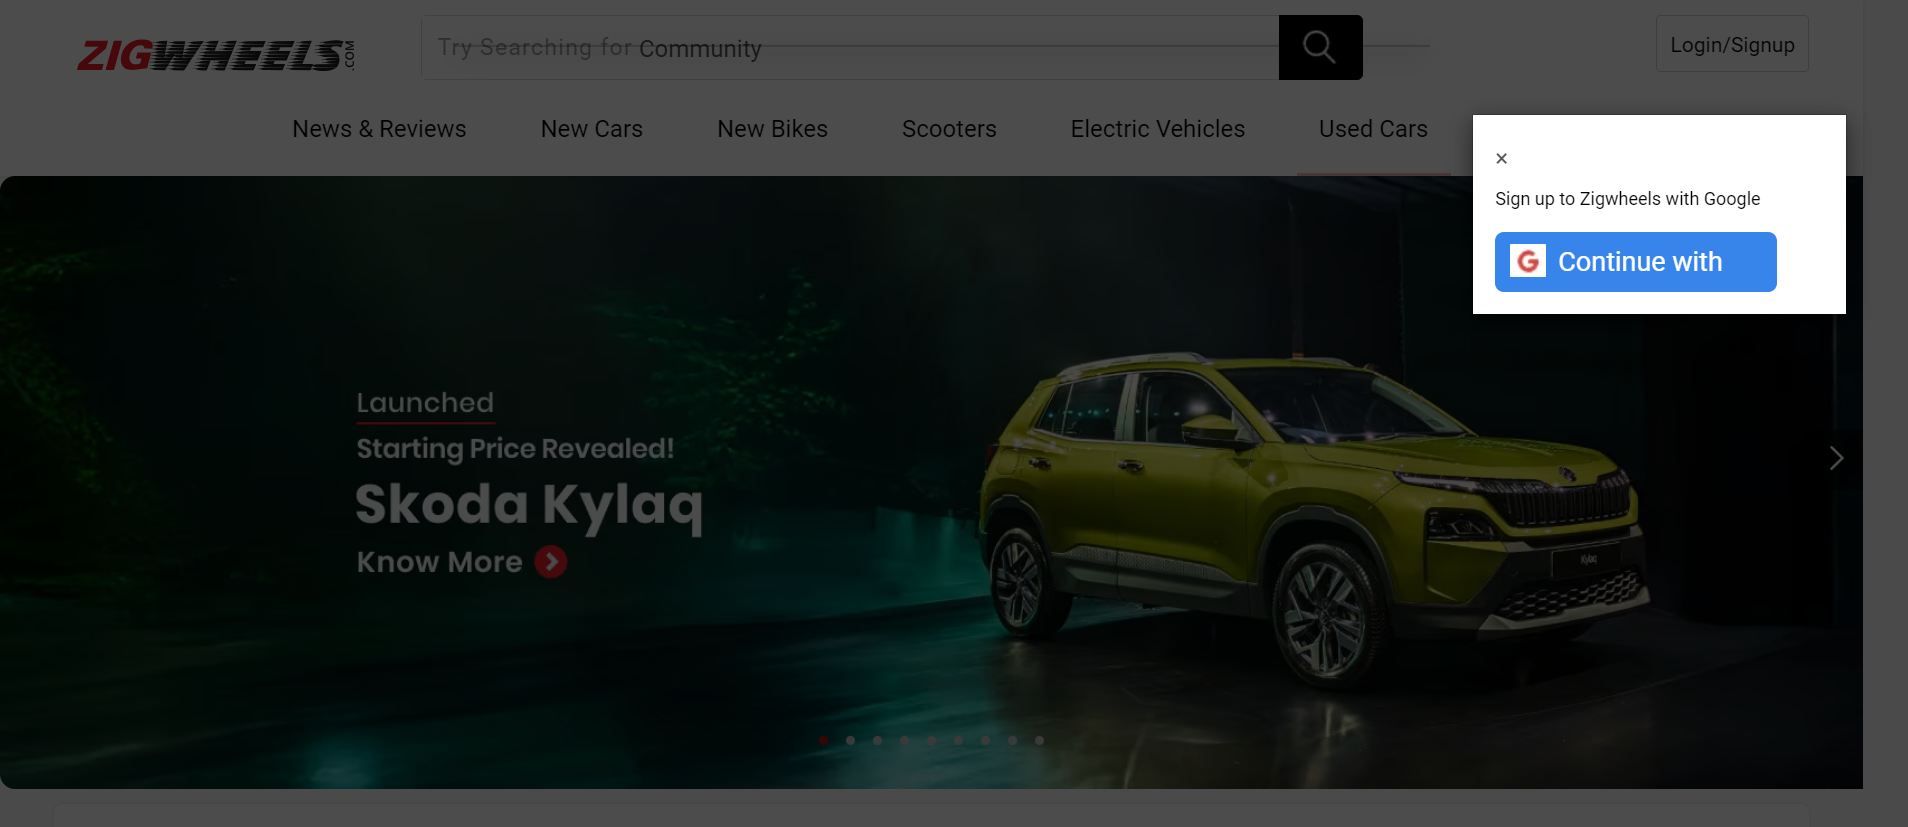 ZIGWHEELS.COM
Try Searching for Community
Login/Signup
News & Reviews
New Cars
New Bikes
Scooters
Electric Vehicles
Used Cars
×
Sign up to Zigwheels with Google
G Continue with
Launched
Starting Price Revealed!
Skoda Kylaq
Know More
Kylaq